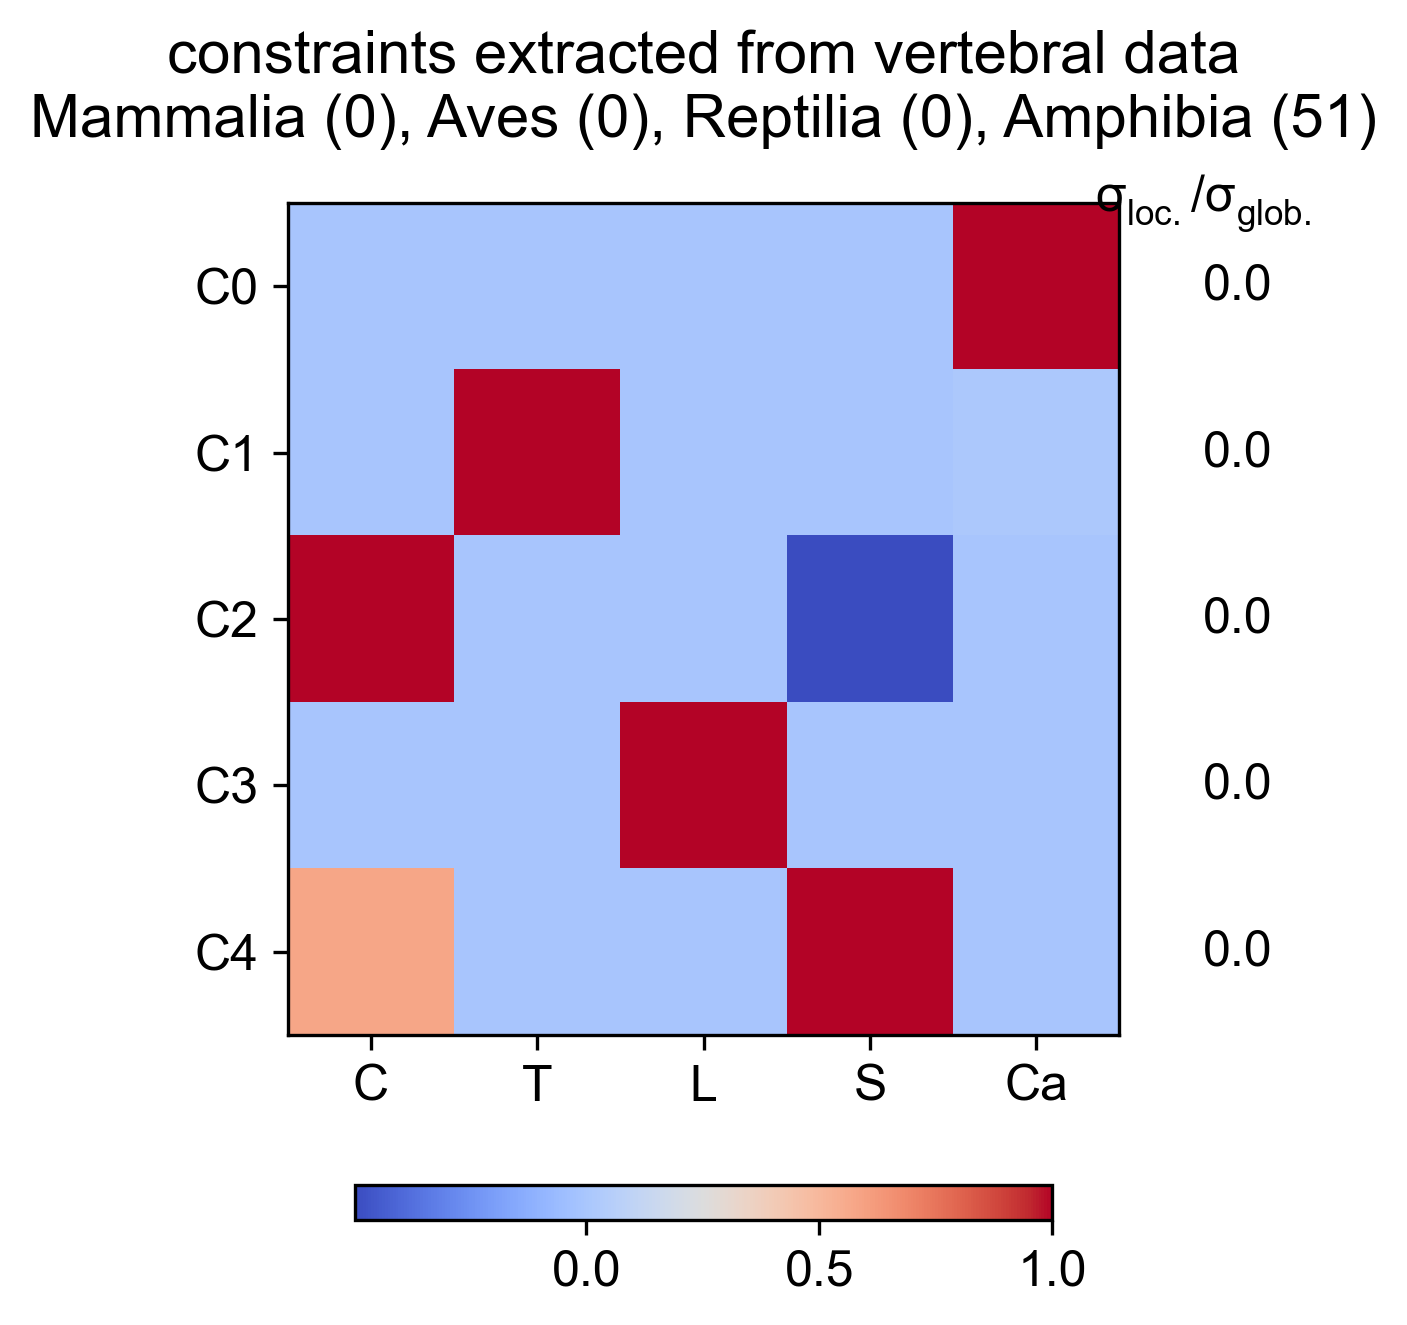 constraints extracted from vertebral data
Mammalia (0), Aves (0), Reptilia (0), Amphibia (51)
σloc. /σglob.
C0 0.0
C1 0.0
C2 0.0
C3 0.0
C4 0.0
C T L S Ca
0.0 0.5 1.0